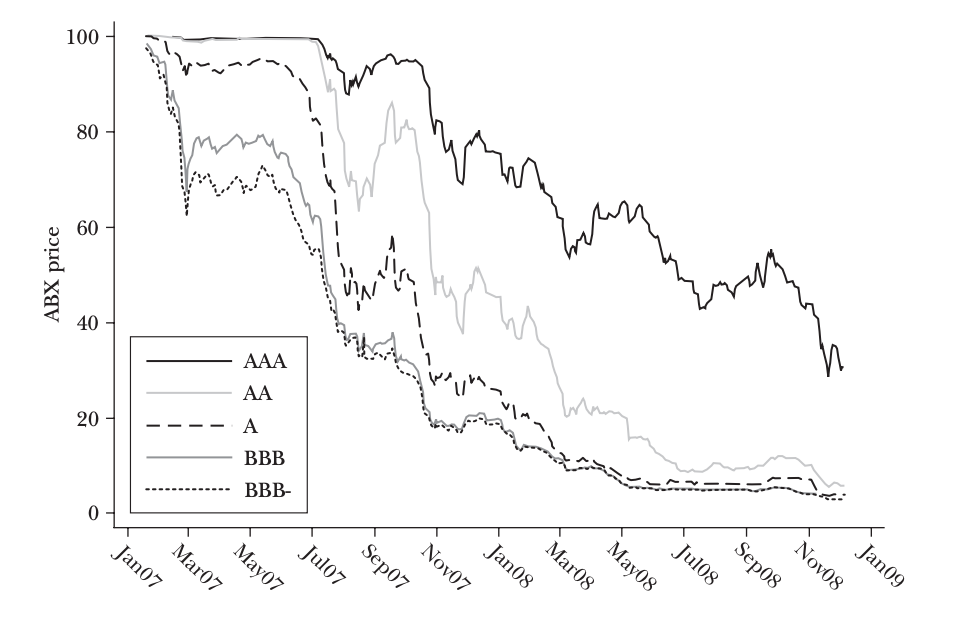 100
80
60
40
20
0
ABX price
AAA
AA
A
BBB
BBB-
Jan07
Mar07
May07
Jul07
Sep07
Nov07
Jan08
Mar08
May08
Jul08
Sep08
Nov08
Jan09